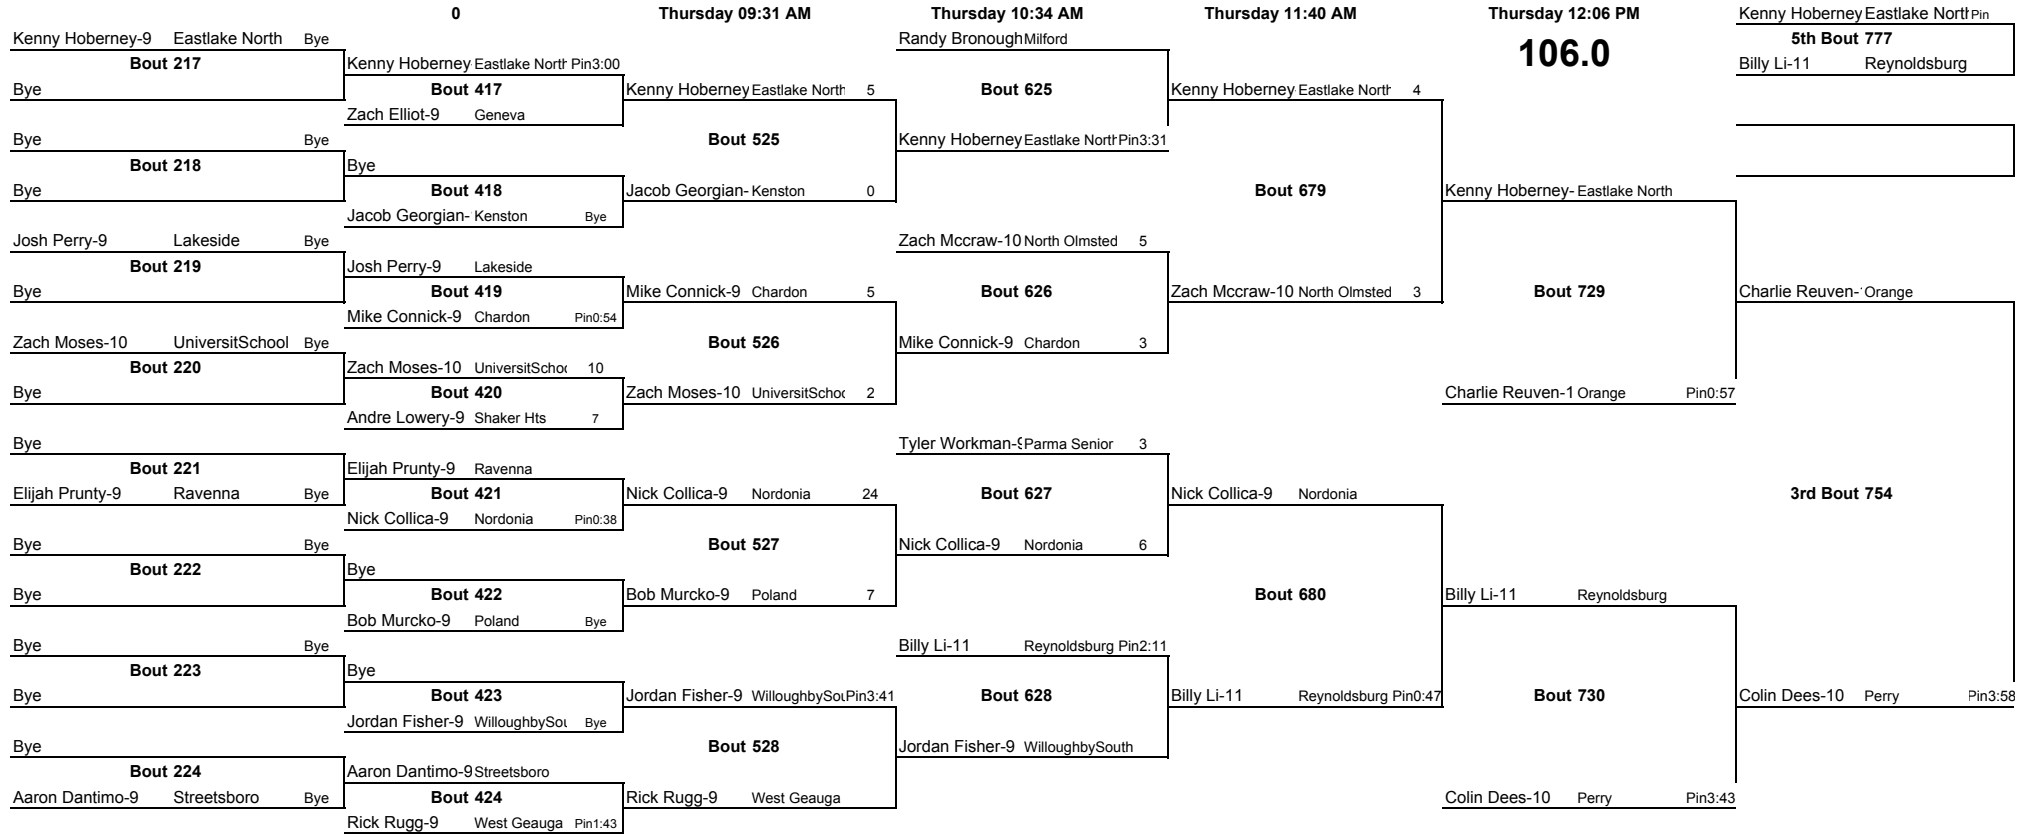 0 Thursday 09:31 AM Thursday 10:34 AM Thursday 11:40 AM Thursday 12:06 PM Kenny Hoberney Eastlake North Pin
Kenny Hoberney-9 Eastlake North Bye Randy Bronough Milford 106.0 5th Bout 777
Bout 217 Kenny Hoberney Eastlake North Pin3:00 Billy Li-11 Reynoldsburg
Bye Bout 417 Kenny Hoberney Eastlake North 5 Bout 625 Kenny Hoberney Eastlake North 4
Zach Elliot-9 Geneva
Bye Bye Bout 525 Kenny Hoberney Eastlake North Pin3:31
Bout 218 Bye
Bye Bout 418 Jacob Georgian- Kenston 0 Bout 679 Kenny Hoberney- Eastlake North
Jacob Georgian- Kenston Bye
Josh Perry-9 Lakeside Bye Zach Mccraw-10 North Olmsted 5
Bout 219 Josh Perry-9 Lakeside
Bye Bout 419 Mike Connick-9 Chardon 5 Bout 626 Zach Mccraw-10 North Olmsted 3 Bout 729 Charlie Reuven- Orange
Mike Connick-9 Chardon Pin0:54
Zach Moses-10 UniversitSchool Bye Bout 526 Mike Connick-9 Chardon 3
Bout 220 Zach Moses-10 UniversitSchoo 10
Bye Bout 420 Zach Moses-10 UniversitSchoo 2 Charlie Reuven-1 Orange Pin0:57
Andre Lowery-9 Shaker Hts 7
Bye Tyler Workman-9 Parma Senior 3
Bout 221 Elijah Prunty-9 Ravenna
Elijah Prunty-9 Ravenna Bye Bout 421 Nick Collica-9 Nordonia 24 Bout 627 Nick Collica-9 Nordonia 3rd Bout 754
Nick Collica-9 Nordonia Pin0:38
Bye Bye Bout 527 Nick Collica-9 Nordonia 6
Bout 222 Bye
Bye Bout 422 Bob Murcko-9 Poland 7 Bout 680 Billy Li-11 Reynoldsburg
Bob Murcko-9 Poland Bye
Bye Bye Billy Li-11 Reynoldsburg Pin2:11
Bout 223 Bye
Bye Bout 423 Jordan Fisher-9 WilloughbySou Pin3:41 Bout 628 Billy Li-11 Reynoldsburg Pin0:47 Bout 730 Colin Dees-10 Perry Pin3:58
Jordan Fisher-9 WilloughbySou Bye
Bye Bout 528 Jordan Fisher-9 WilloughbySouth
Bout 224 Aaron Dantimo-9 Streetsboro
Aaron Dantimo-9 Streetsboro Bye Bout 424 Rick Rugg-9 West Geauga Colin Dees-10 Perry Pin3:43
Rick Rugg-9 West Geauga Pin1:43